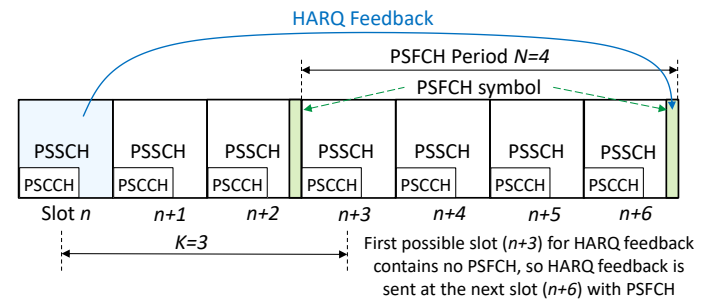 HARQ Feedback
PSFCH Period N=4
PSFCH symbol
PSSCH PSSCH PSSCH PSSCH PSSCH PSSCH PSSCH
PSCCH PSCCH PSCCH PSCCH PSCCH PSCCH PSCCH
Slot n n+1 n+2 n+3 n+4 n+5 n+6
K=3
First possible slot (n+3) for HARQ feedback
contains no PSFCH, so HARQ feedback is
sent at the next slot (n+6) with PSFCH